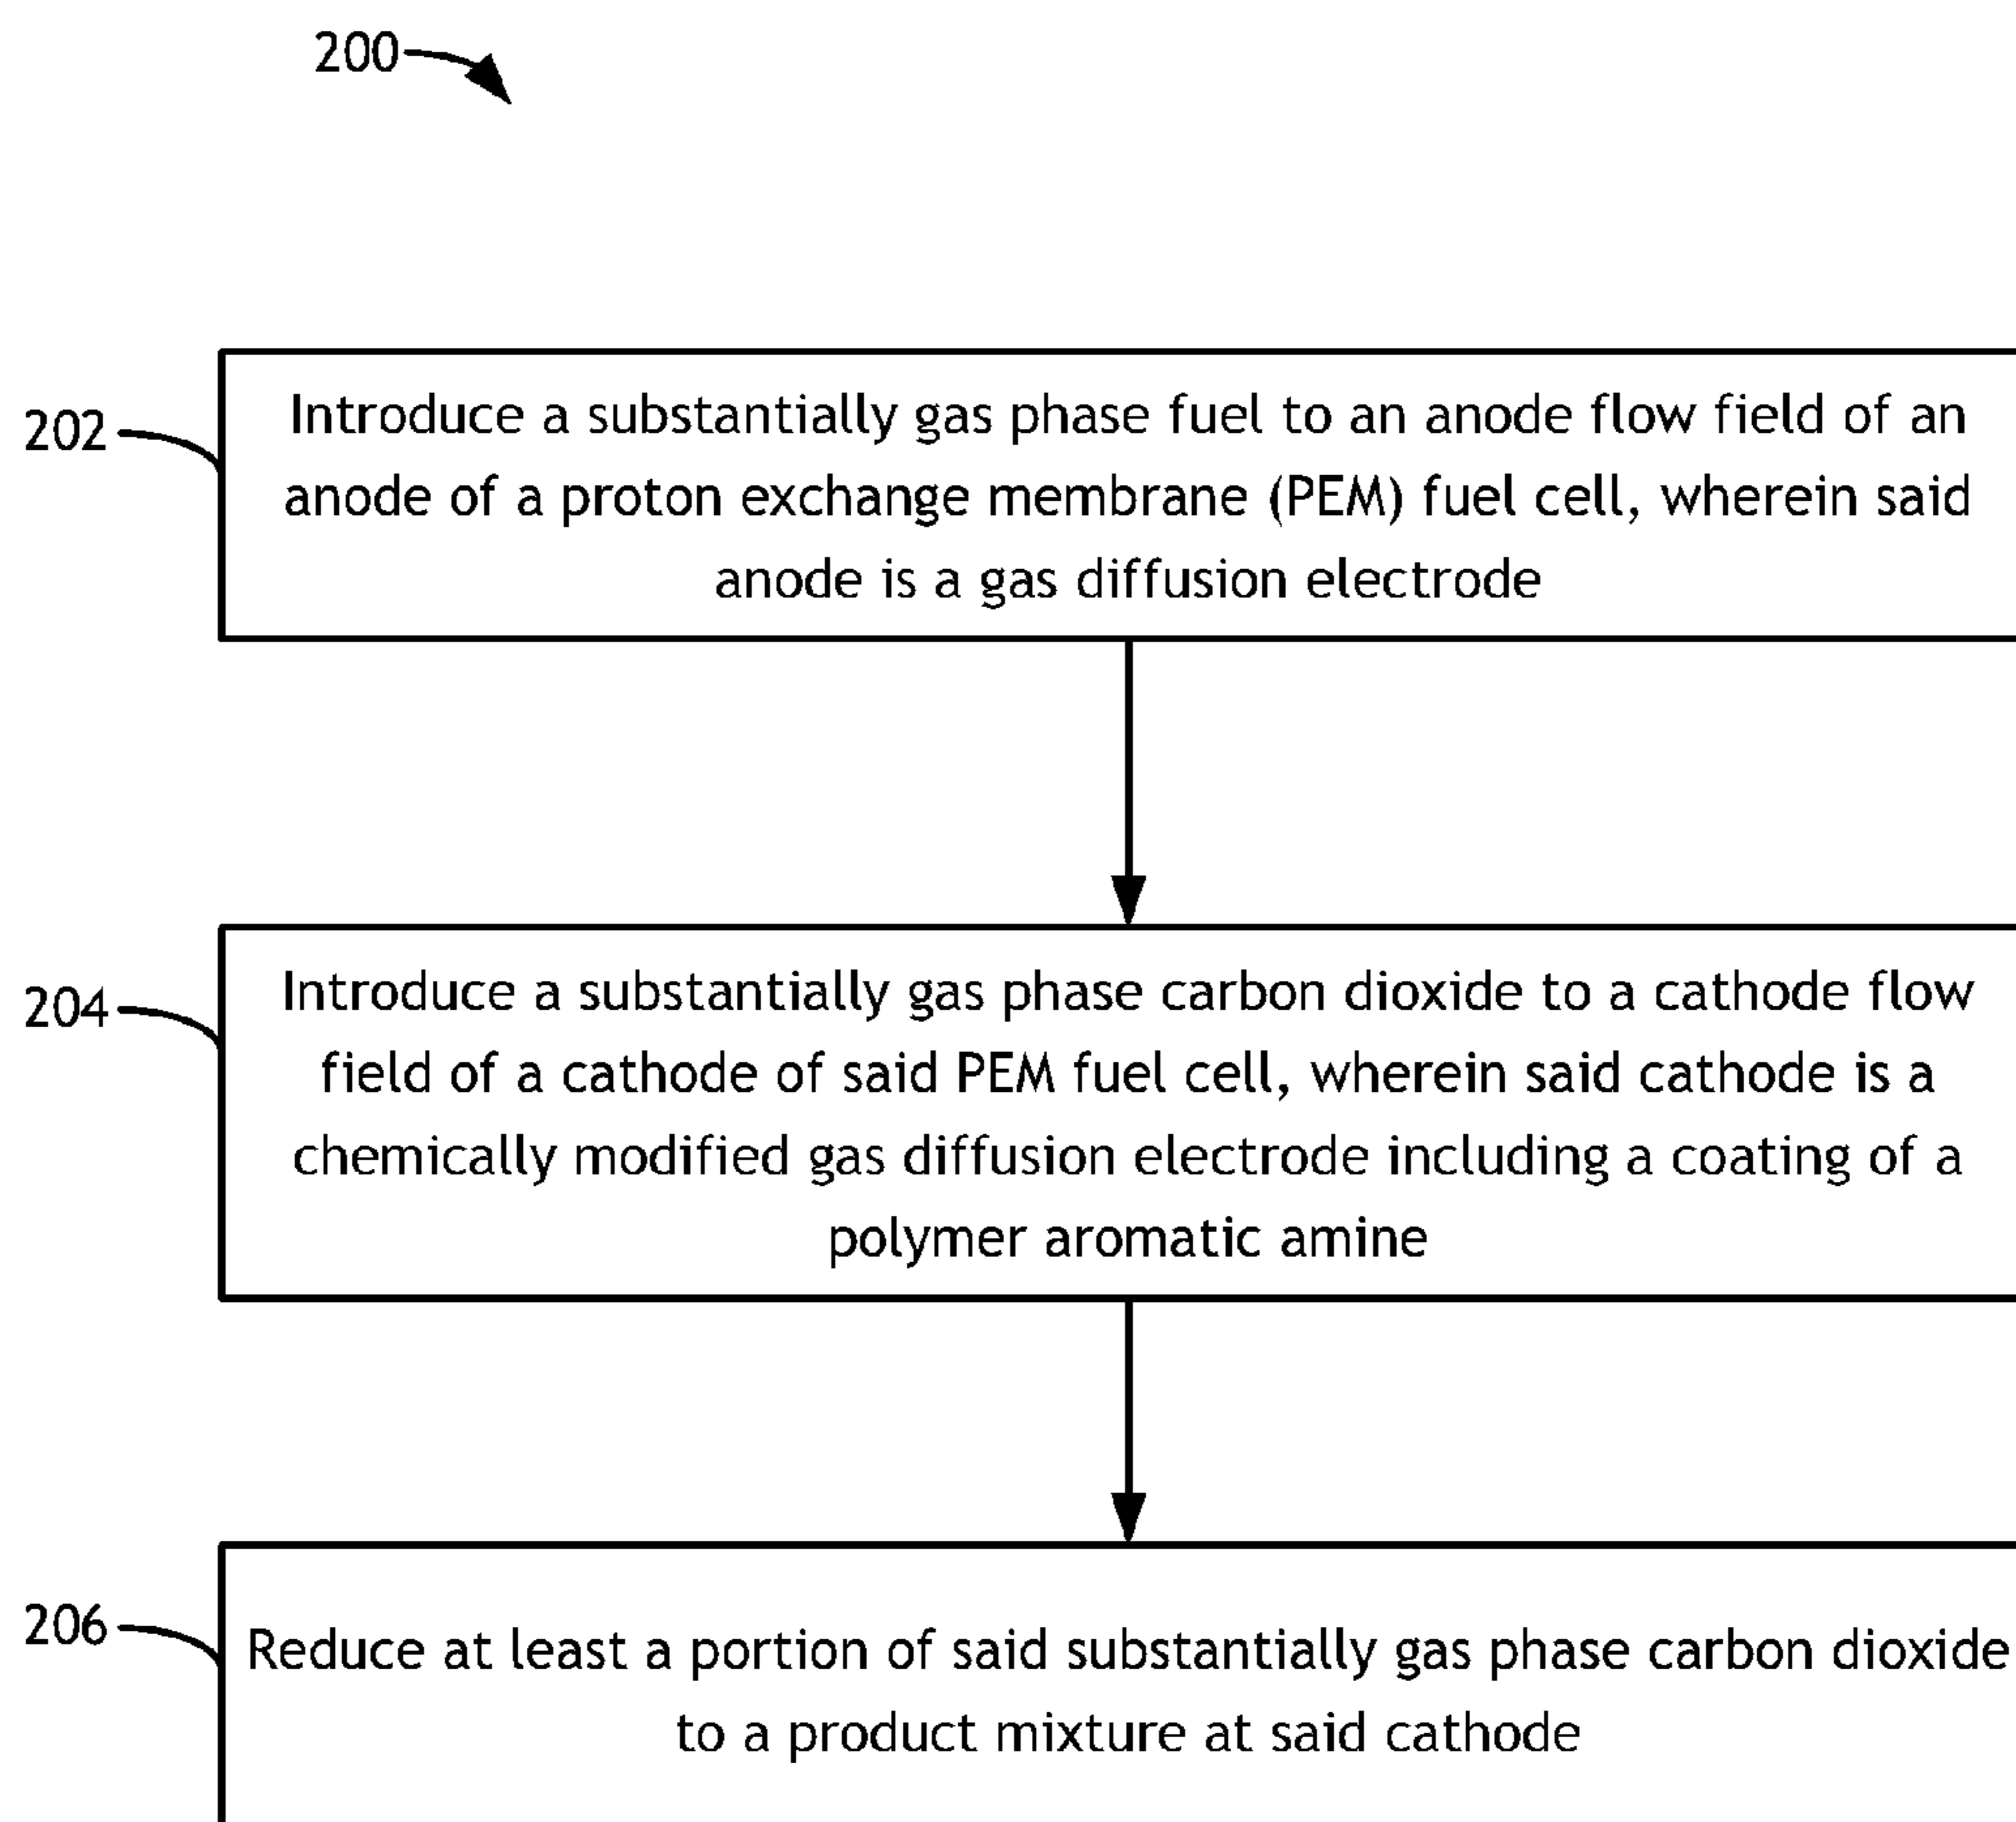 200
202
Introduce a substantially gas phase fuel to an anode flow field of an
anode of a proton exchange membrane (PEM) fuel cell, wherein said
anode is a gas diffusion electrode
204
Introduce a substantially gas phase carbon dioxide to a cathode flow
field of a cathode of said PEM fuel cell, wherein said cathode is a
chemically modified gas diffusion electrode including a coating of a
polymer aromatic amine
206
Reduce at least a portion of said substantially gas phase carbon dioxide
to a product mixture at said cathode